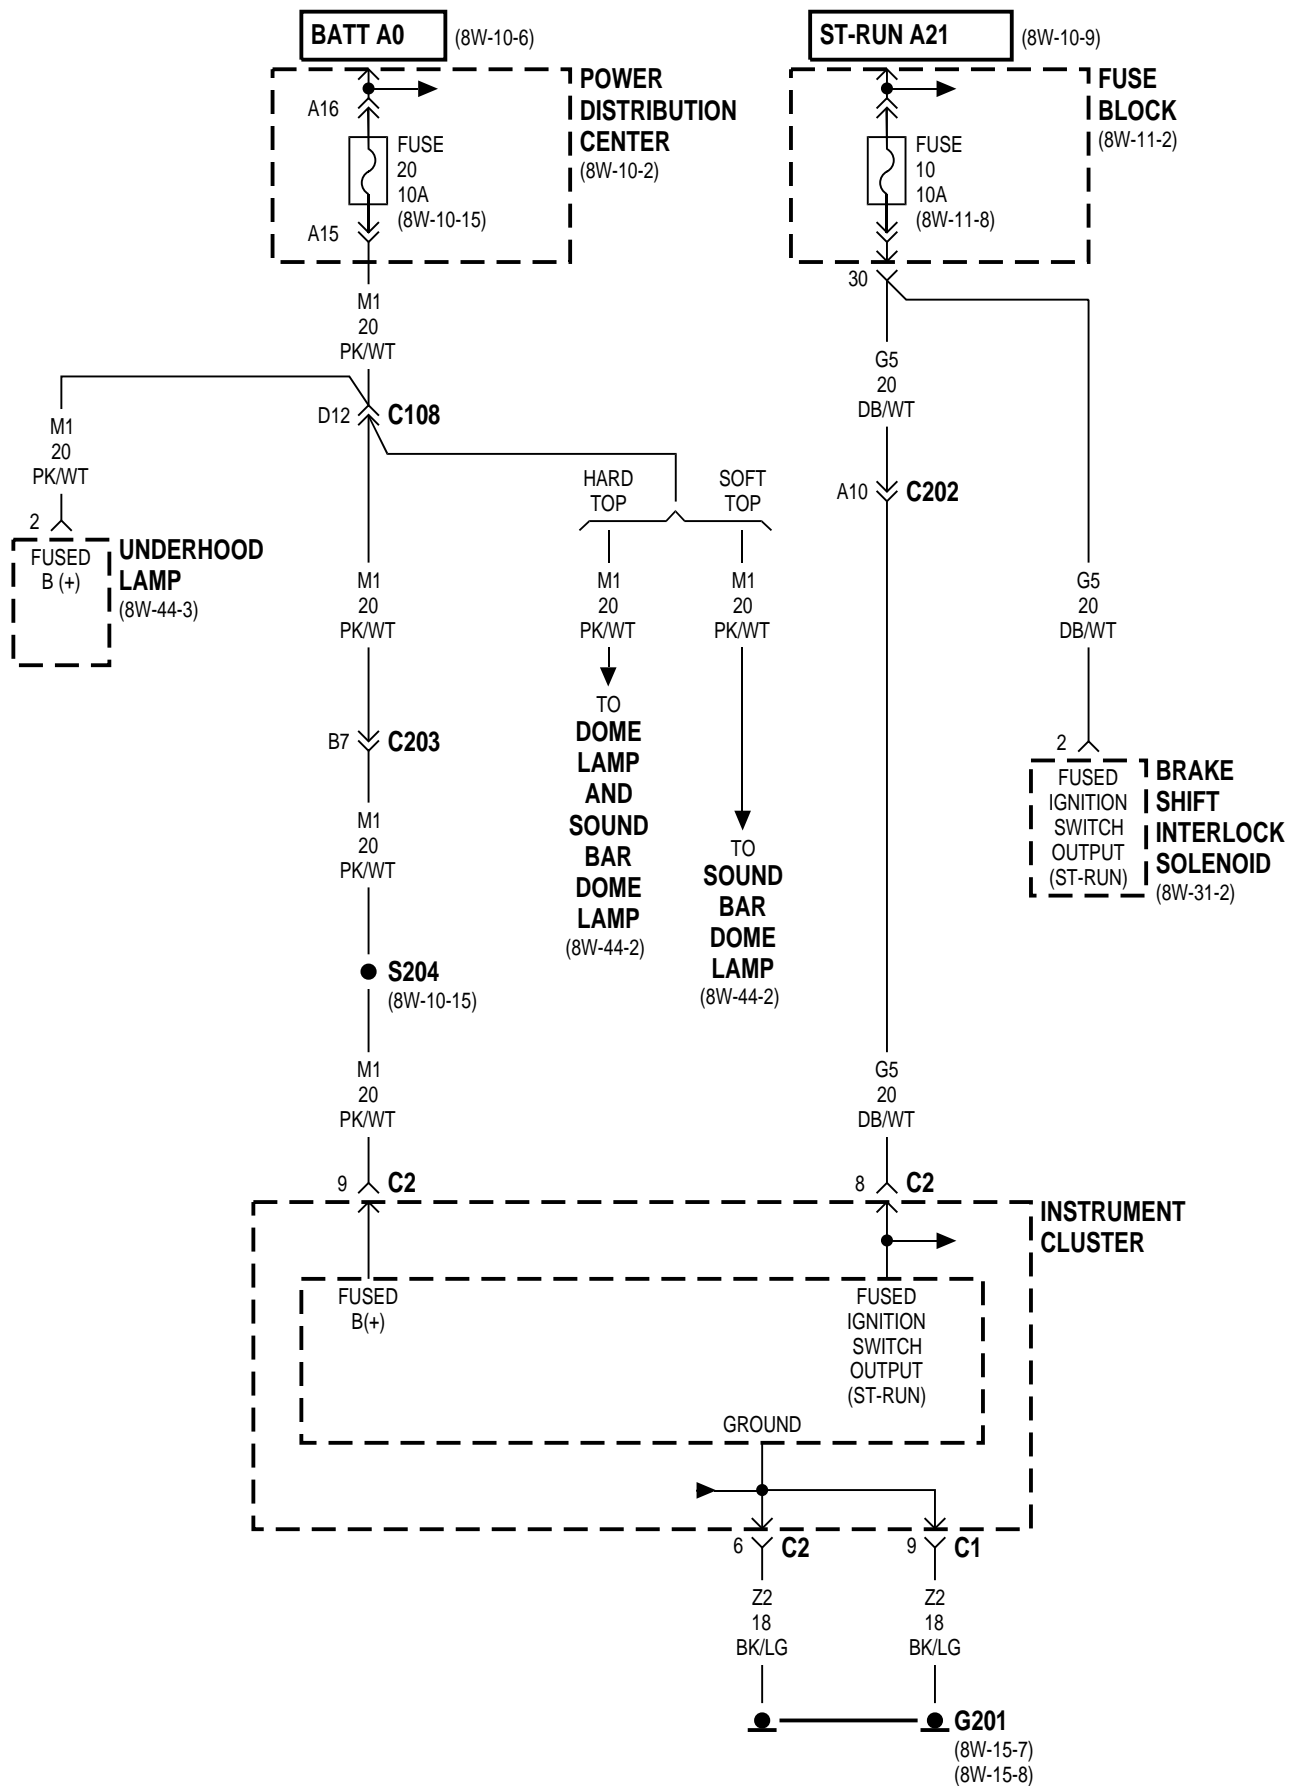 BATT A0
(8W-10-6)
ST-RUN A21
(8W-10-9)
POWER
DISTRIBUTION
CENTER
(8W-10-2)
A16
FUSE
20
10A
(8W-10-15)
A15
FUSE
BLOCK
(8W-11-2)
FUSE
10
10A
(8W-11-8)
30
M1
20
PK/WT
D12
C108
M1
20
PK/WT
2
FUSED
B (+)
UNDERHOOD
LAMP
(8W-44-3)
HARD
TOP
SOFT
TOP
G5
20
DB/WT
A10
C202
M1
20
PK/WT
M1
20
PK/WT
M1
20
PK/WT
G5
20
DB/WT
B7
C203
TO
DOME
LAMP
AND
SOUND
BAR
DOME
LAMP
(8W-44-2)
TO
SOUND
BAR
DOME
LAMP
(8W-44-2)
2
FUSED
IGNITION
SWITCH
OUTPUT
(ST-RUN)
BRAKE
SHIFT
INTERLOCK
SOLENOID
(8W-31-2)
M1
20
PK/WT
S204
(8W-10-15)
M1
20
PK/WT
G5
20
DB/WT
9
C2
8
C2
INSTRUMENT
CLUSTER
FUSED
B(+)
FUSED
IGNITION
SWITCH
OUTPUT
(ST-RUN)
GROUND
6
C2
9
C1
Z2
18
BK/LG
Z2
18
BK/LG
G201
(8W-15-7)
(8W-15-8)